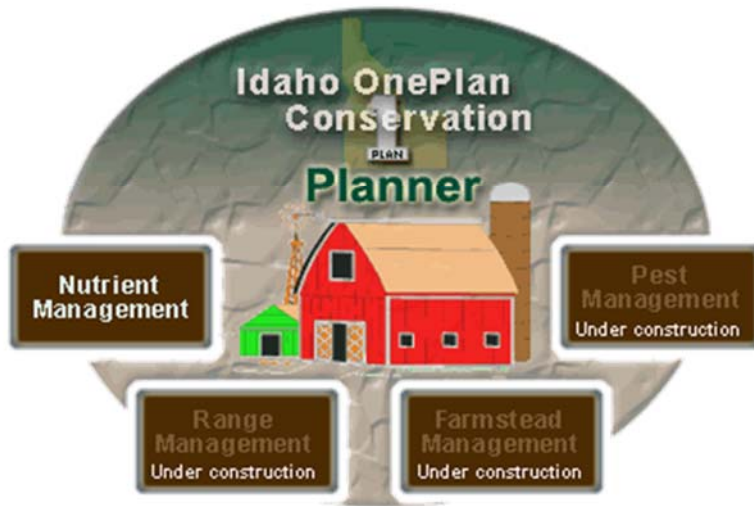 Idaho OnePlan
Conservation
1
PLAN
Planner
Nutrient
Management
Pest
Management
Under construction
Range
Management
Under construction
Farmstead
Management
Under construction